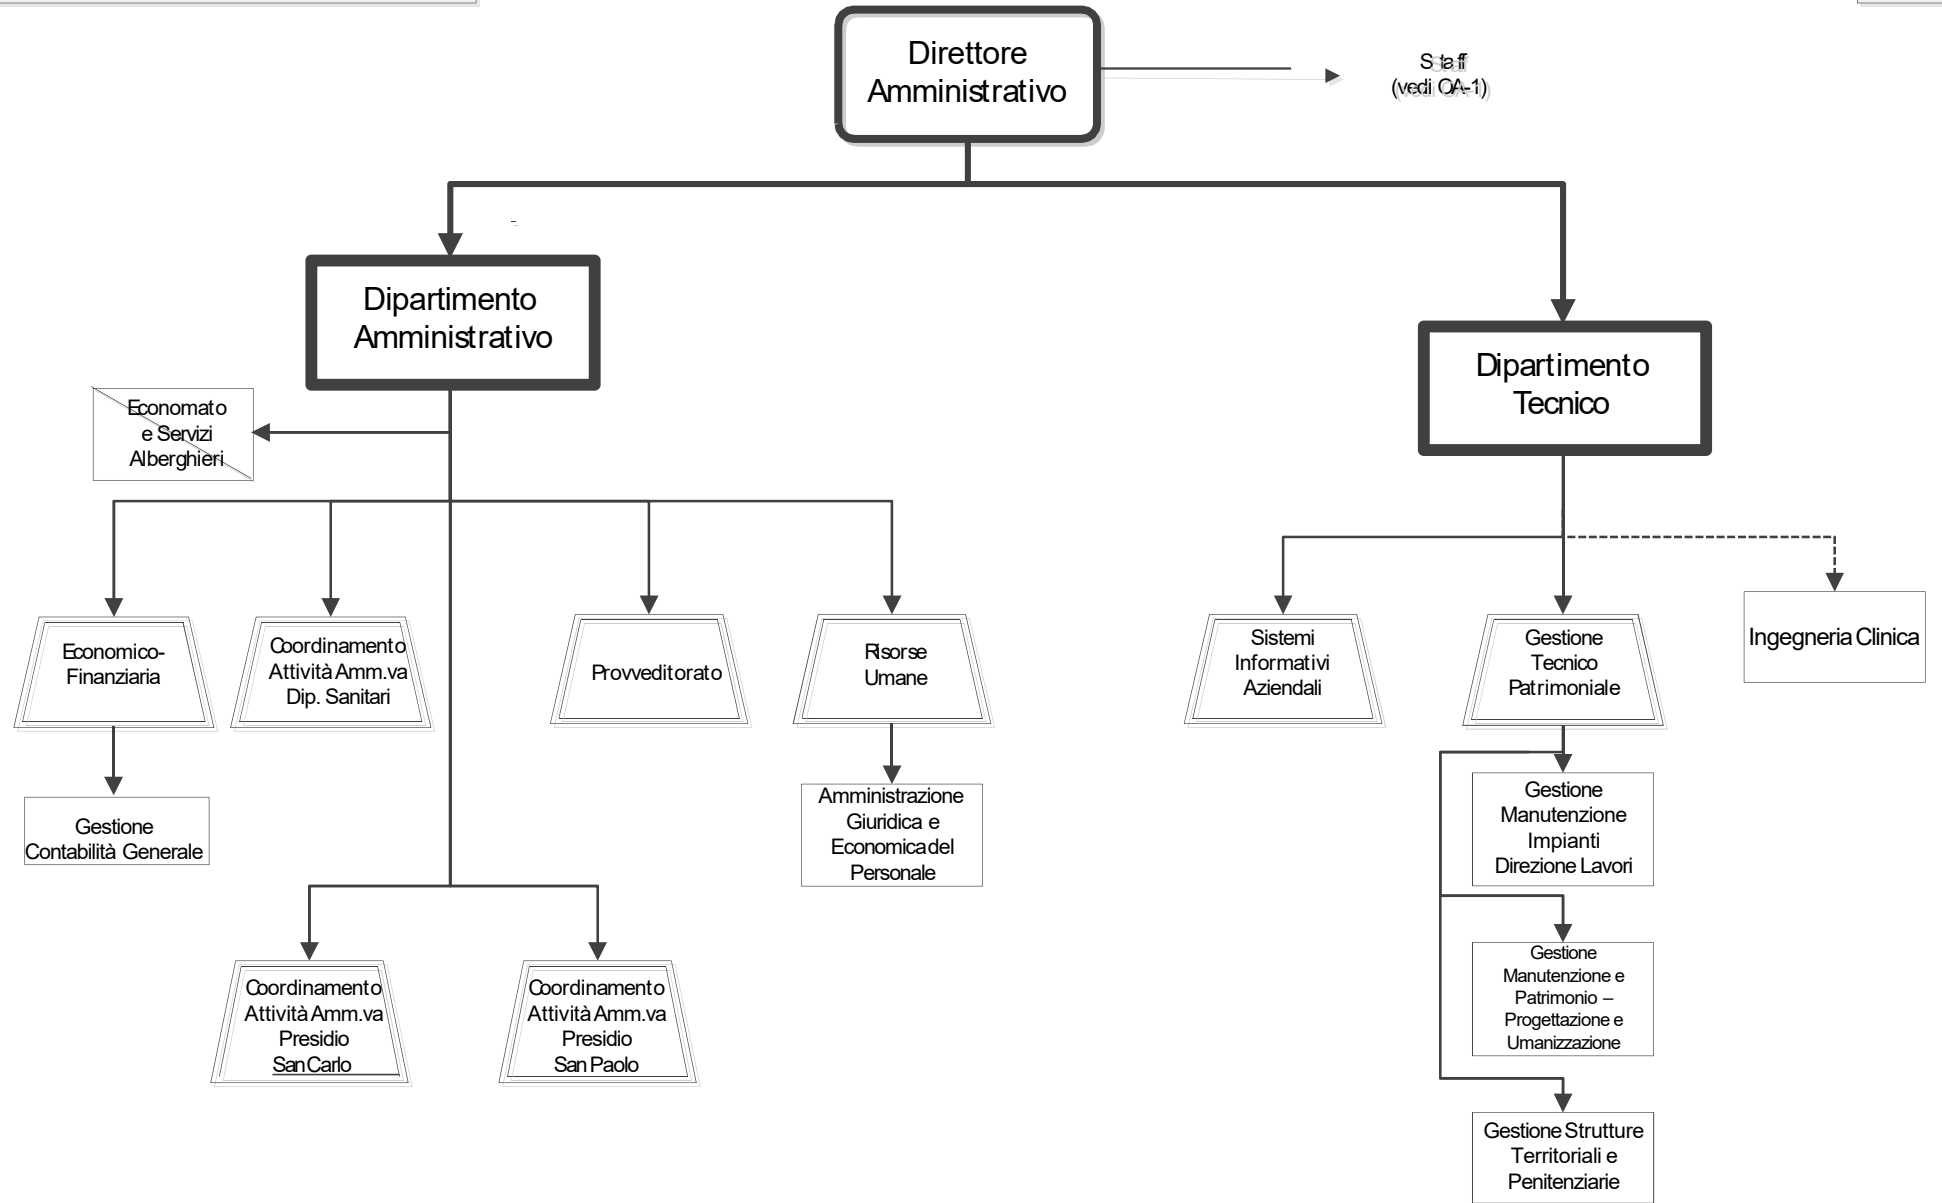 Direttore
Amministrativo
Staff
(vedi OA-1)
Dipartimento
Amministrativo
Dipartimento
Tecnico
Economato
e Servizi
Alberghieri
Economico-
Finanziaria
Coordinamento
Attività Amm.va
Dip. Sanitari
Provveditorato
Risorse
Umane
Sistemi
Informativi
Aziendali
Gestione
Tecnico
Patrimoniale
Ingegneria Clinica
Gestione
Contabilità Generale
Amministrazione
Giuridica e
Economica del
Personale
Gestione
Manutenzione
Impianti
Direzione Lavori
Coordinamento
Attività Amm.va
Presidio
San Carlo
Coordinamento
Attività Amm.va
Presidio
San Paolo
Gestione
Manutenzione e
Patrimonio –
Progettazione e
Umanizzazione
Gestione Strutture
Territoriali e
Penitenziarie